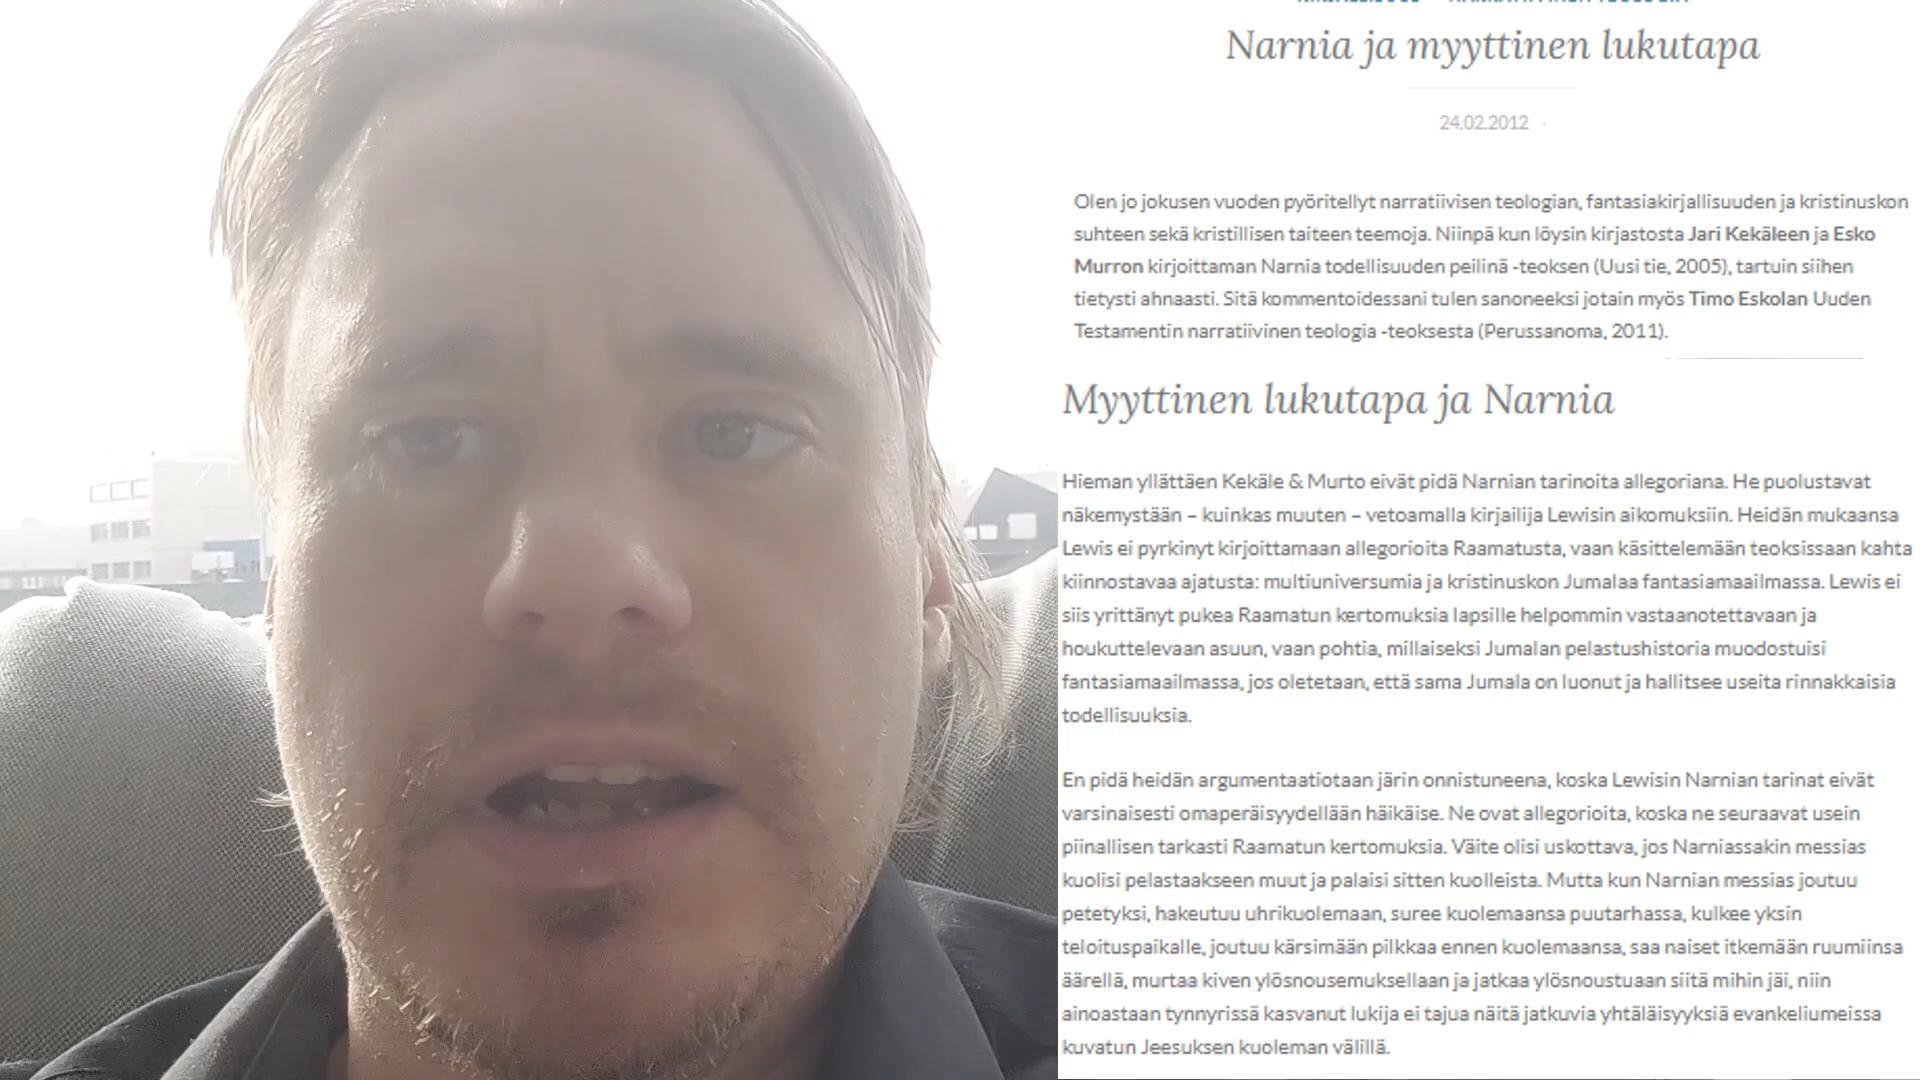 Narnia ja myyttinen lukutapa
24.02.2012 -
Olen jo jokusen vuoden pyöritellyt narratiivisen teologian, fantasiakirjallisuuden ja kristinuskon
suhteen sekä kristillisen taiteen teemoja. Niinpä kun löysin kirjastosta Jari Kekäleen ja Esko
Murron kirjoittaman Narnia todellisuuden peilinä -teoksen (Uusi tie, 2005), tartuin siihen
tietysti ahnaasti. Sitä kommentoidessani tulen sanoneeksi jotain myös Timo Eskolan Uuden
Testamentin narratiivinen teologia -teoksesta (Perussanoma, 2011).
Myyttinen lukutapa ja Narnia
Hieman yllättäen Kekäle & Murto eivät pidä Narnian tarinoita allegoriana. He puolustavat
näkemystään – kuinkas muuten – vetoamalla kirjailija Lewisin aikomuksiin. Heidän mukaansa
Lewis ei pyrkinyt kirjoittamaan allegorioita Raamatusta, vaan käsittelemään teoksissaan kahta
kiinnostavaa ajatusta: multiuniversumia ja kristinuskon Jumalaa fantasiamaailmassa. Lewis ei
siis yrittänyt pukea Raamatun kertomuksia lapsille helpommin vastaanotettavaan ja
houkuttelevaan asuun, vaan pohtia, millaiseksi Jumalan pelastushistoria muodostuisi
fantasiamaailmassa, jos oletetaan, että sama Jumala on luonut ja hallitsee useita rinnakkaisia
todellisuuksia.
En pidä heidän argumentaatiotaan järin onnistuneena, koska Lewisin Narnian tarinat eivät
varsinaisesti omaperäisyydellään häikäise. Ne ovat allegorioita, koska ne seuraavat usein
piinallisen tarkasti Raamatun kertomuksia. Väite olisi uskottava, jos Narniassakin messias
kuolisi pelastaakseen muut ja palaisi sitten kuolleista. Mutta kun Narnian messias joutuu
petetyksi, hakeutuu uhrikuolemaan, suree kuolemaansa puutarhassa, kulkee yksin
teloituspaikalle, joutuu kärsimään pilkkaa ennen kuolemaansa, saa naiset itkemään ruumiinsa
äärellä, murtaa kiven ylösnousemuksellaan ja jatkaa ylösnoustuaan siitä mihin jäi, niin
ainoastaan tynnyrissä kasvanut lukija ei tajua näitä jatkuvia yhtäläisyyksiä evankeliumeissa
kuvatun Jeesuksen kuoleman välillä.